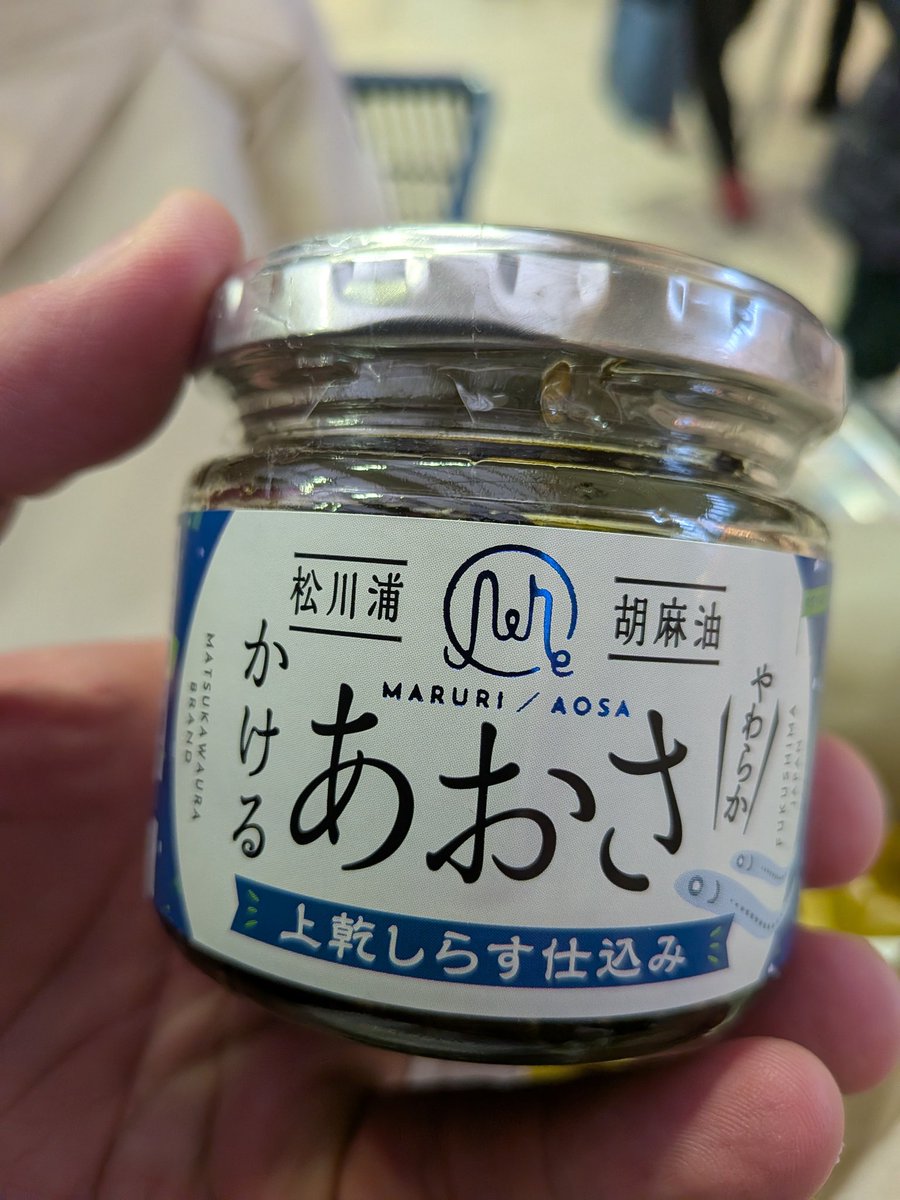 松川浦
胡麻油
MARURI / AOSA
かける
あおさ
やわらか
上乾しらす仕込み
MATSUKAWAURA
BRAND
FUKUSHIMA